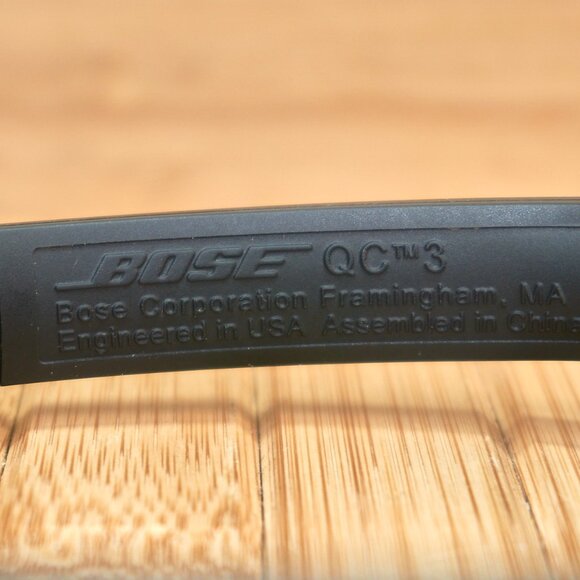 BOSE QC™3
Bose Corporation Framingham, MA
Engineered in USA Assembled in China